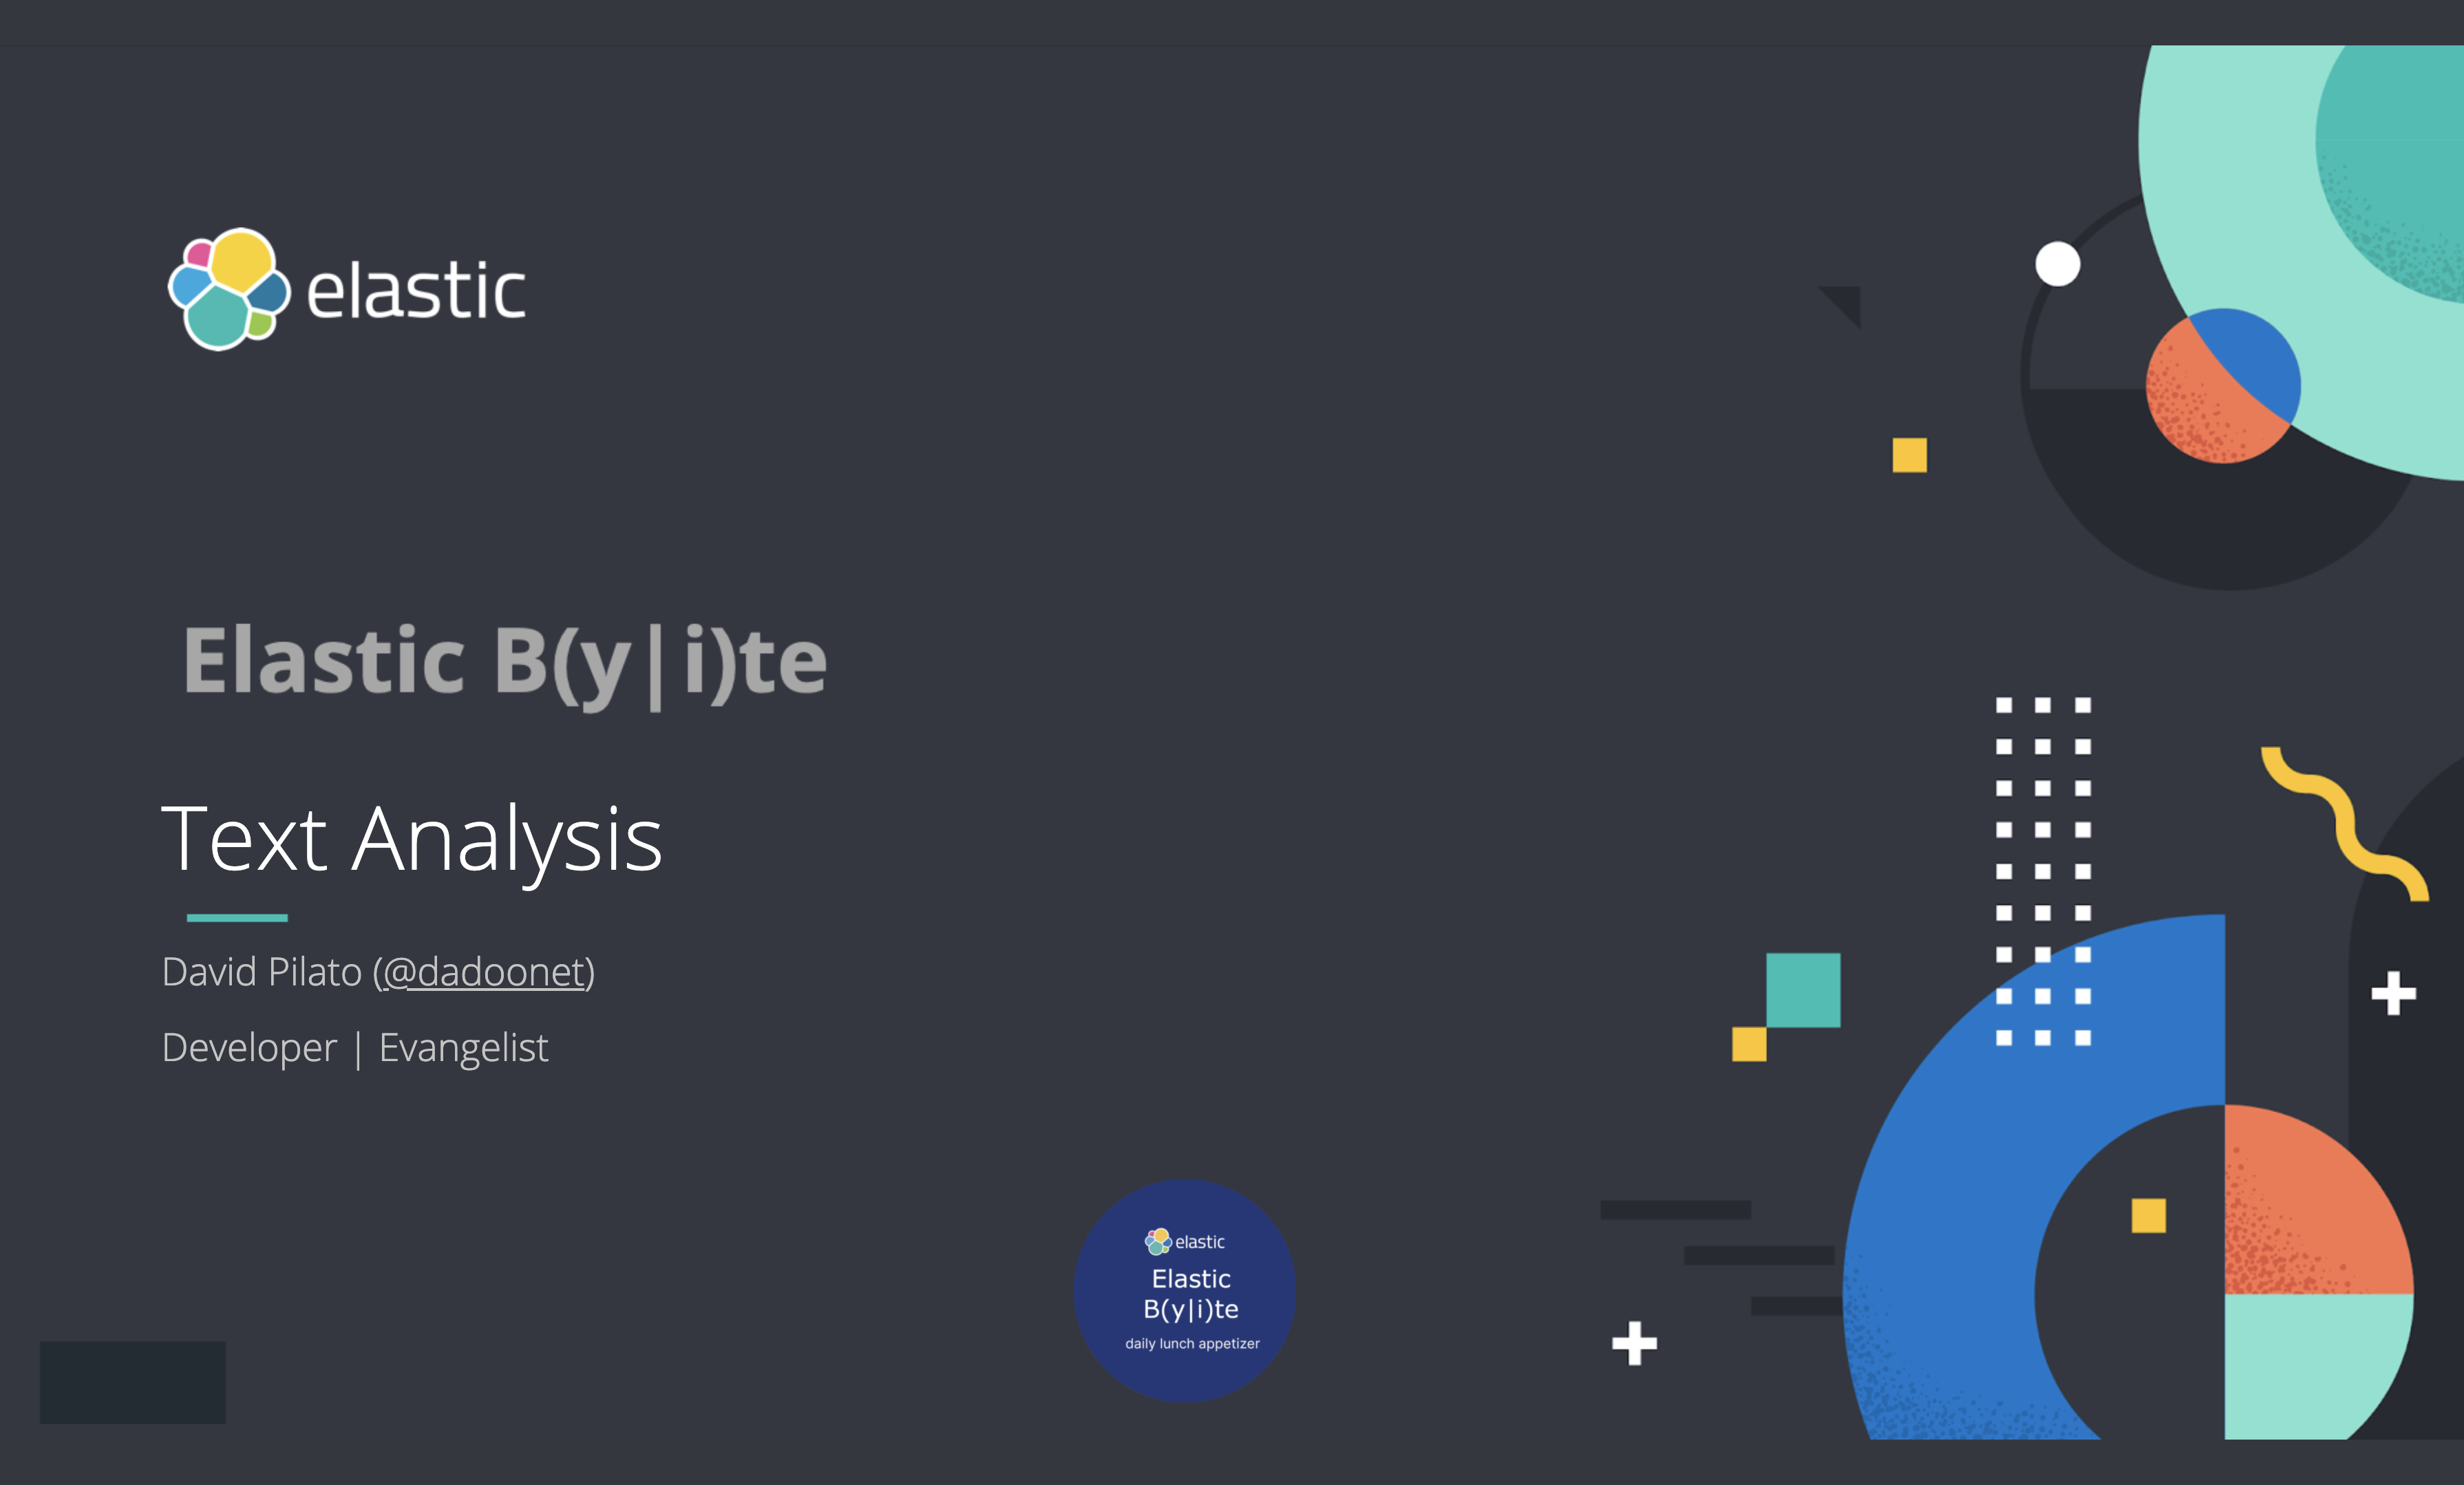 elastic
Elastic B(y|i)te
Text Analysis
David Pilato (@dadoonet)
Developer | Evangelist
elastic
Elastic
B(y|i)te
daily lunch appetizer